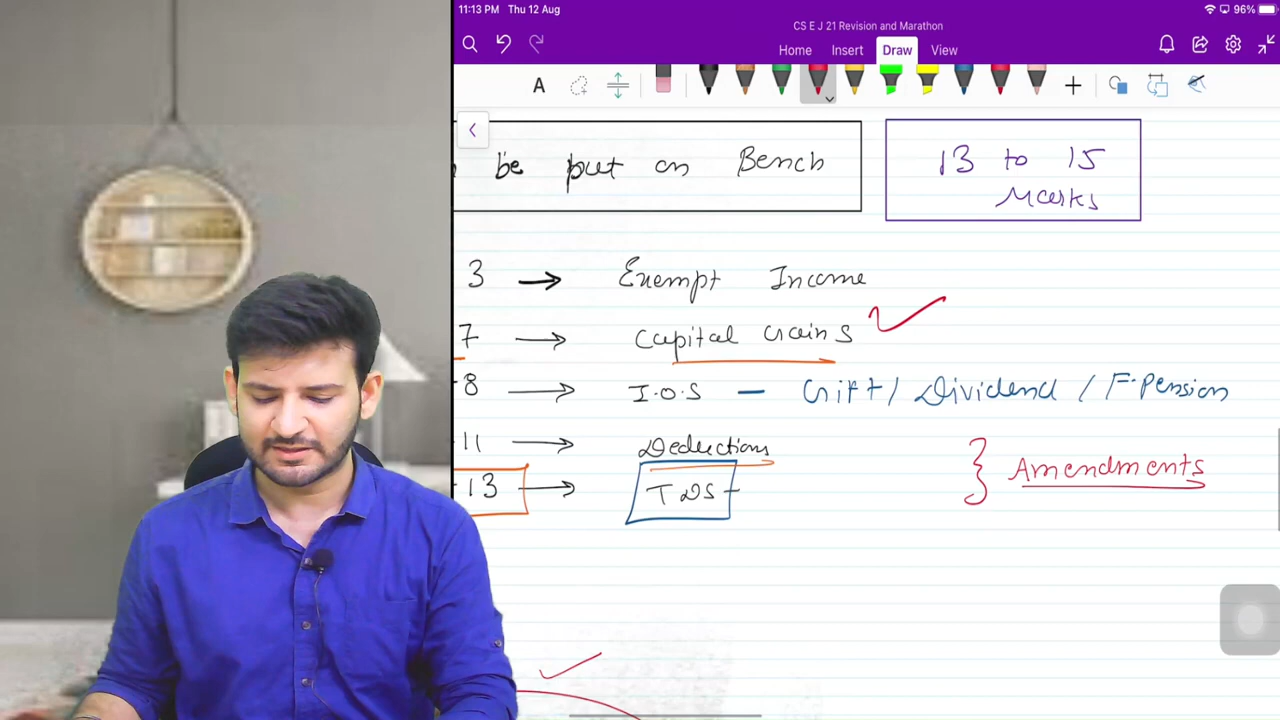 11:13 PM Thu 12 Aug
96%
CS E J 21 Revision and Marathon
Home Insert Draw View
A
be put on Bench
13 to 15
Marks
3 → Exempt Income
7 → Capital Gains
8 → I.O.S — Gift / Dividend / F.Pension
11 → Deductions
13 → TDS
} Amendments